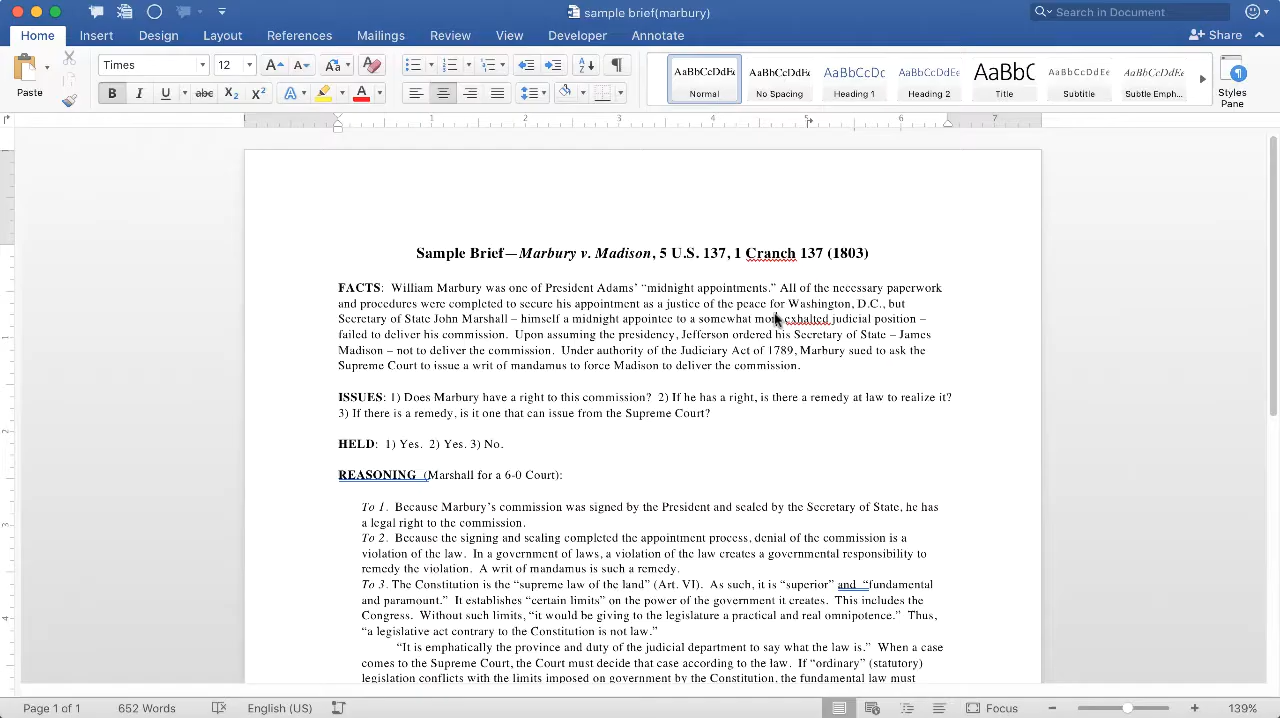 sample brief(marbury)
Search in Document
Home Insert Design Layout References Mailings Review View Developer Annotate
Share
Times 12
Paste
B I U abc X₂ X²
AaBbCcDdEe AaBbCcDdEe AaBbCcDc AaBbCcDdEe AaBbC AaBbCcDdEe AaBbCcDdEe
Normal No Spacing Heading 1 Heading 2 Title Subtitle Subtle Emph...
Styles Pane
1 2 3 4 5 6 7
Sample Brief—Marbury v. Madison, 5 U.S. 137, 1 Cranch 137 (1803)
FACTS: William Marbury was one of President Adams’ “midnight appointments.” All of the necessary paperwork
and procedures were completed to secure his appointment as a justice of the peace for Washington, D.C., but
Secretary of State John Marshall – himself a midnight appointee to a somewhat more exhalted judicial position –
failed to deliver his commission. Upon assuming the presidency, Jefferson ordered his Secretary of State – James
Madison – not to deliver the commission. Under authority of the Judiciary Act of 1789, Marbury sued to ask the
Supreme Court to issue a writ of mandamus to force Madison to deliver the commission.
ISSUES: 1) Does Marbury have a right to this commission? 2) If he has a right, is there a remedy at law to realize it?
3) If there is a remedy, is it one that can issue from the Supreme Court?
HELD: 1) Yes. 2) Yes. 3) No.
REASONING (Marshall for a 6-0 Court):
To 1. Because Marbury’s commission was signed by the President and sealed by the Secretary of State, he has
a legal right to the commission.
To 2. Because the signing and sealing completed the appointment process, denial of the commission is a
violation of the law. In a government of laws, a violation of the law creates a governmental responsibility to
remedy the violation. A writ of mandamus is such a remedy.
To 3. The Constitution is the “supreme law of the land” (Art. VI). As such, it is “superior” and “fundamental
and paramount.” It establishes “certain limits” on the power of the government it creates. This includes the
Congress. Without such limits, “it would be giving to the legislature a practical and real omnipotence.” Thus,
“a legislative act contrary to the Constitution is not law.”
“It is emphatically the province and duty of the judicial department to say what the law is.” When a case
comes to the Supreme Court, the Court must decide that case according to the law. If “ordinary” (statutory)
legislation conflicts with the limits imposed on government by the Constitution, the fundamental law must
Page 1 of 1 652 Words English (US) Focus 139%